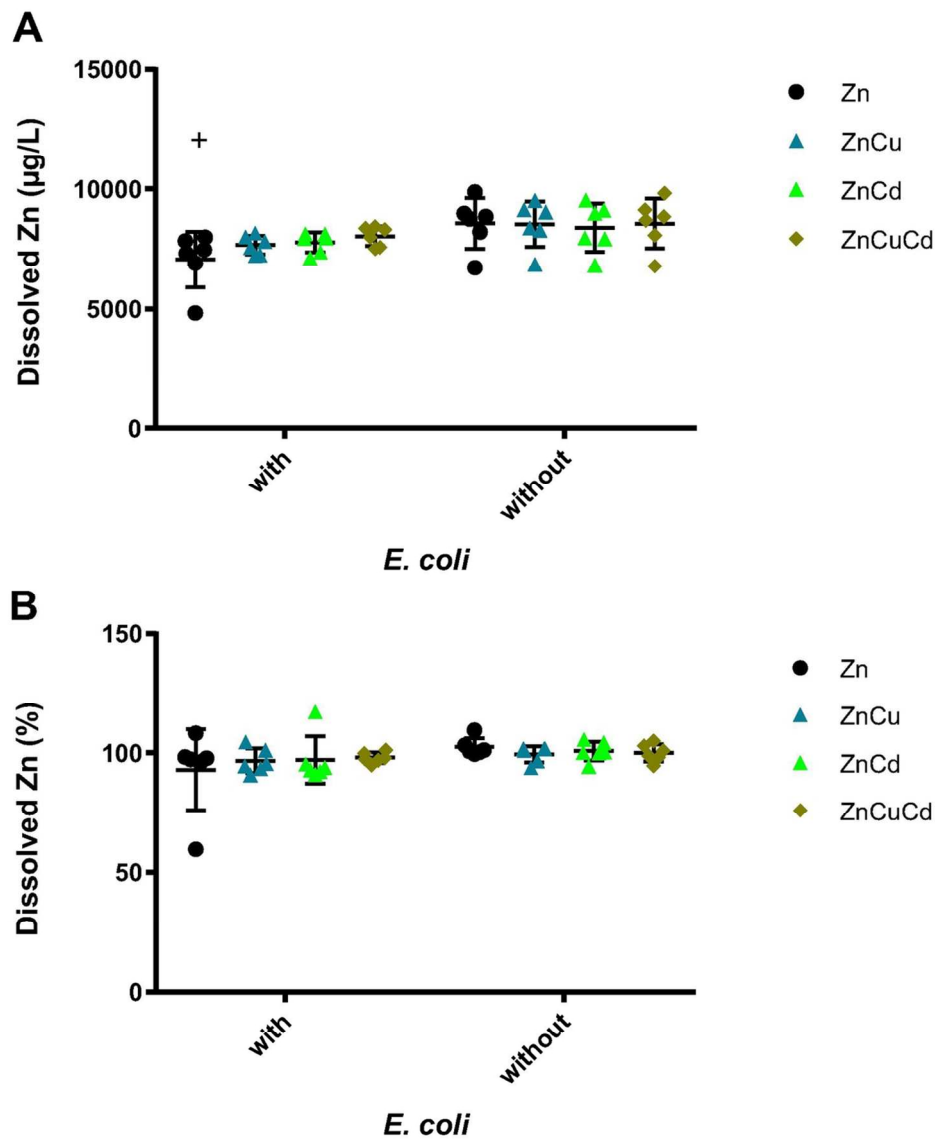 A
15000
10000
5000
0
Dissolved Zn (µg/L)
+
with
without
E. coli
Zn
ZnCu
ZnCd
ZnCuCd
B
150
100
50
0
Dissolved Zn (%)
with
without
E. coli
Zn
ZnCu
ZnCd
ZnCuCd